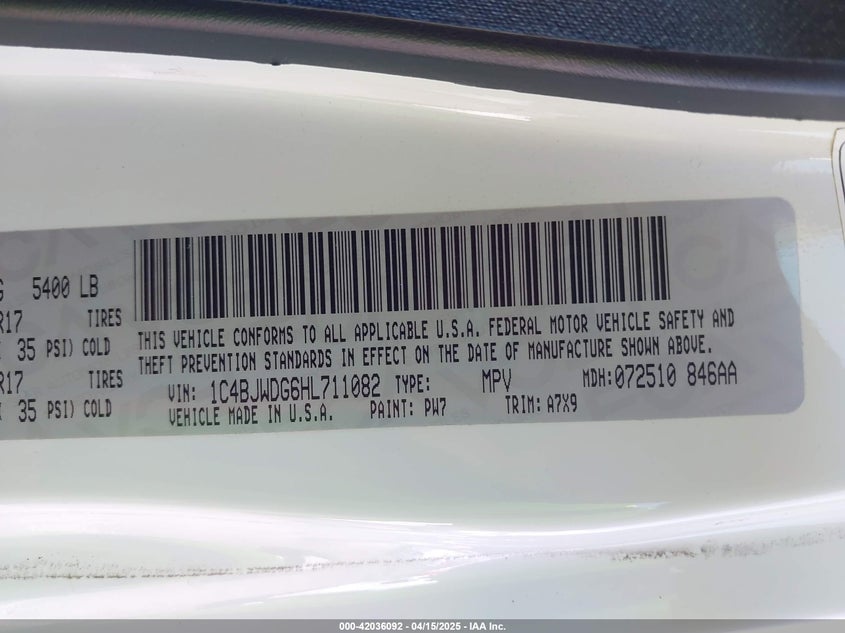 G 5400 LB
R17 TIRES
35 PSI) COLD
R17 TIRES
35 PSI) COLD
THIS VEHICLE CONFORMS TO ALL APPLICABLE U.S.A. FEDERAL MOTOR VEHICLE SAFETY AND
THEFT PREVENTION STANDARDS IN EFFECT ON THE DATE OF MANUFACTURE SHOWN ABOVE.
VIN: 1C4BJWDG6HL711082 TYPE: MPV MDH: 072510 846AA
VEHICLE MADE IN U.S.A. PAINT: PW7 TRIM: A7X9
000-42036092 - 04/15/2025 - IAA Inc.